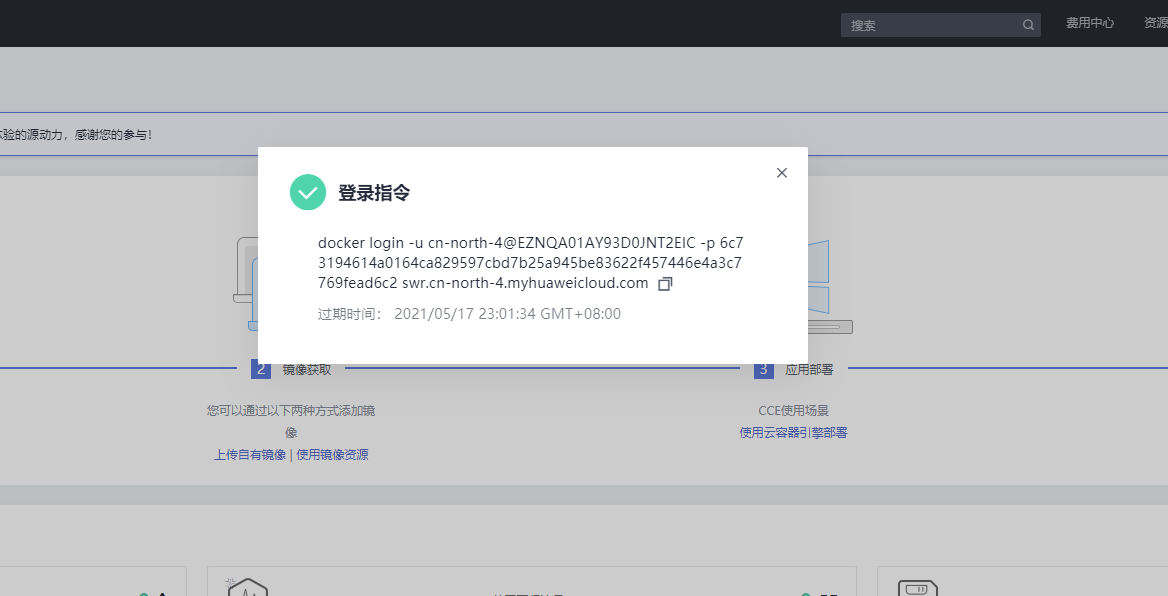 搜索
费用中心
资源
验的源动力，感谢您的参与！
登录指令
docker login -u cn-north-4@EZNQA01AY93D0JNT2EIC -p 6c7
3194614a0164ca829597cbd7b25a945be83622f457446e4a3c7
769fead6c2 swr.cn-north-4.myhuaweicloud.com
过期时间： 2021/05/17 23:01:34 GMT+08:00
2 镜像获取
3 应用部署
您可以通过以下两种方式添加镜
像
上传自有镜像 | 使用镜像资源
CCE使用场景
使用云容器引擎部署